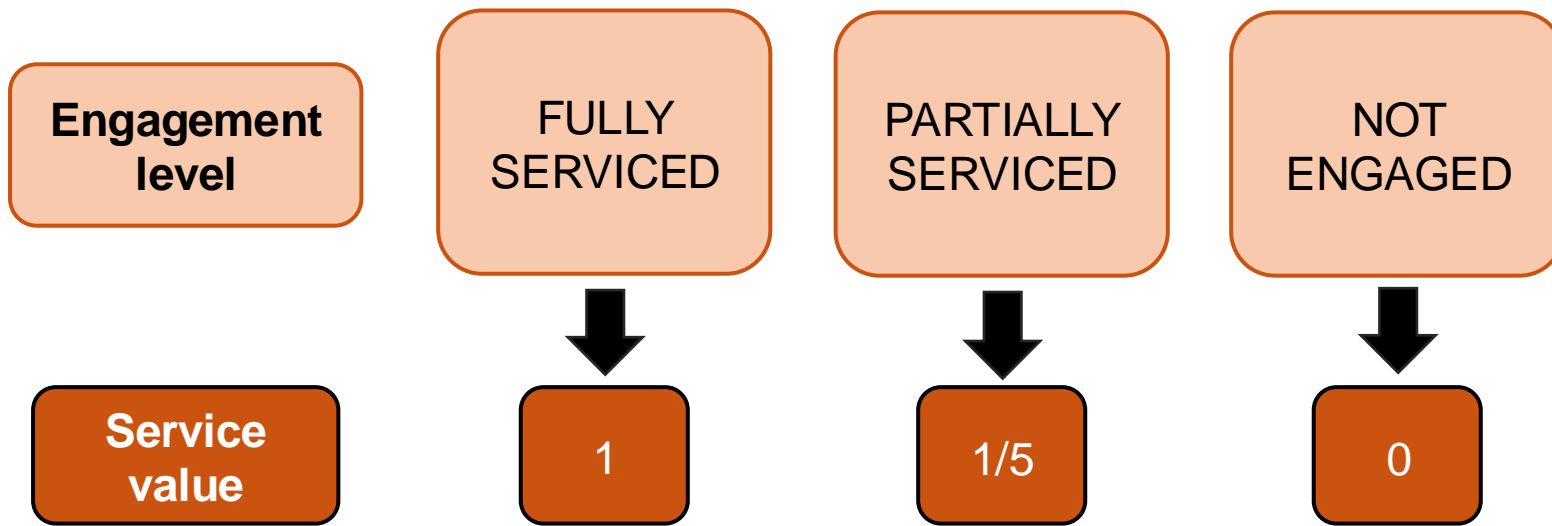 Engagement
level
FULLY
SERVICED
PARTIALLY
SERVICED
NOT
ENGAGED
Service
value
1
1/5
0